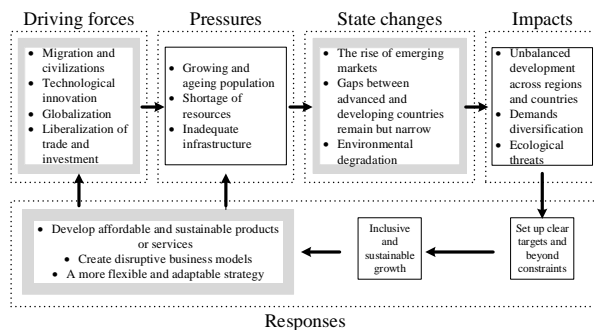 Driving forces
Pressures
State changes
Impacts
• Migration and
civilizations
• Technological
innovation
• Globalization
• Liberalization of
trade and
investment
• Growing and
ageing population
• Shortage of
resources
• Inadequate
infrastructure
• The rise of emerging
markets
• Gaps between
advanced and
developing countries
remain but narrow
• Environmental
degradation
• Unbalanced
development
across regions
and countries
• Demands
diversification
• Ecological
threats
• Develop affordable and sustainable products
or services
• Create disruptive business models
• A more flexible and adaptable strategy
Inclusive
and
sustainable
growth
Set up clear
targets and
beyond
constraints
Responses